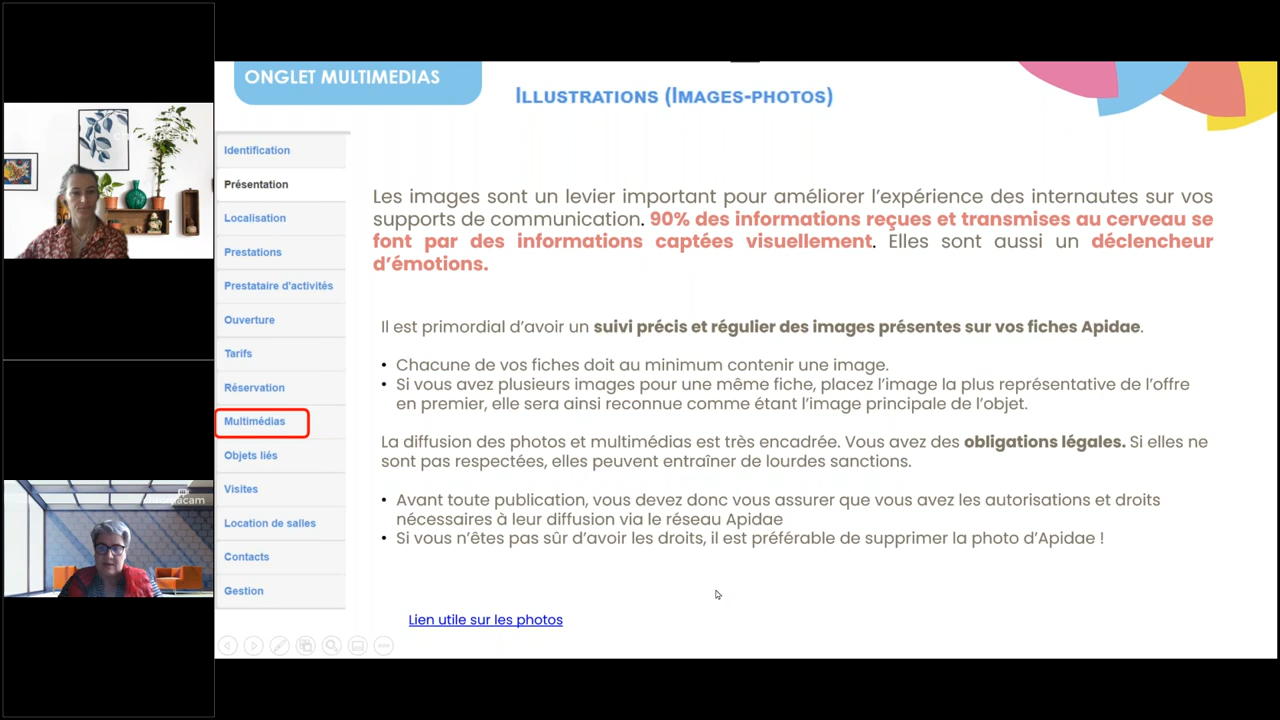 ONGLET MULTIMEDIAS
ILLUSTRATIONS (IMAGES-PHOTOS)
Identification
Présentation
Localisation
Prestations
Prestataire d'activités
Ouverture
Tarifs
Réservation
Multimédias
Objets liés
Visites
Location de salles
Contacts
Gestion
Les images sont un levier important pour améliorer l'expérience des internautes sur vos
supports de communication. 90% des informations reçues et transmises au cerveau se
font par des informations captées visuellement. Elles sont aussi un déclencheur
d'émotions.
Il est primordial d'avoir un suivi précis et régulier des images présentes sur vos fiches Apidae.
• Chacune de vos fiches doit au minimum contenir une image.
• Si vous avez plusieurs images pour une même fiche, placez l'image la plus représentative de l'offre
en premier, elle sera ainsi reconnue comme étant l'image principale de l'objet.
La diffusion des photos et multimédias est très encadrée. Vous avez des obligations légales. Si elles ne
sont pas respectées, elles peuvent entraîner de lourdes sanctions.
• Avant toute publication, vous devez donc vous assurer que vous avez les autorisations et droits
nécessaires à leur diffusion via le réseau Apidae
• Si vous n'êtes pas sûr d'avoir les droits, il est préférable de supprimer la photo d'Apidae !
Lien utile sur les photos